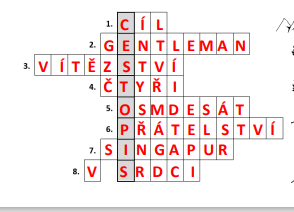 1. CÍL
2. GENTLEMAN
3. VÍTĚZSTVÍ
4. ČTYŘI
5. OSMDESÁT
6. PŘÁTELSTVÍ
7. SINGAPUR
8. V SRDCI